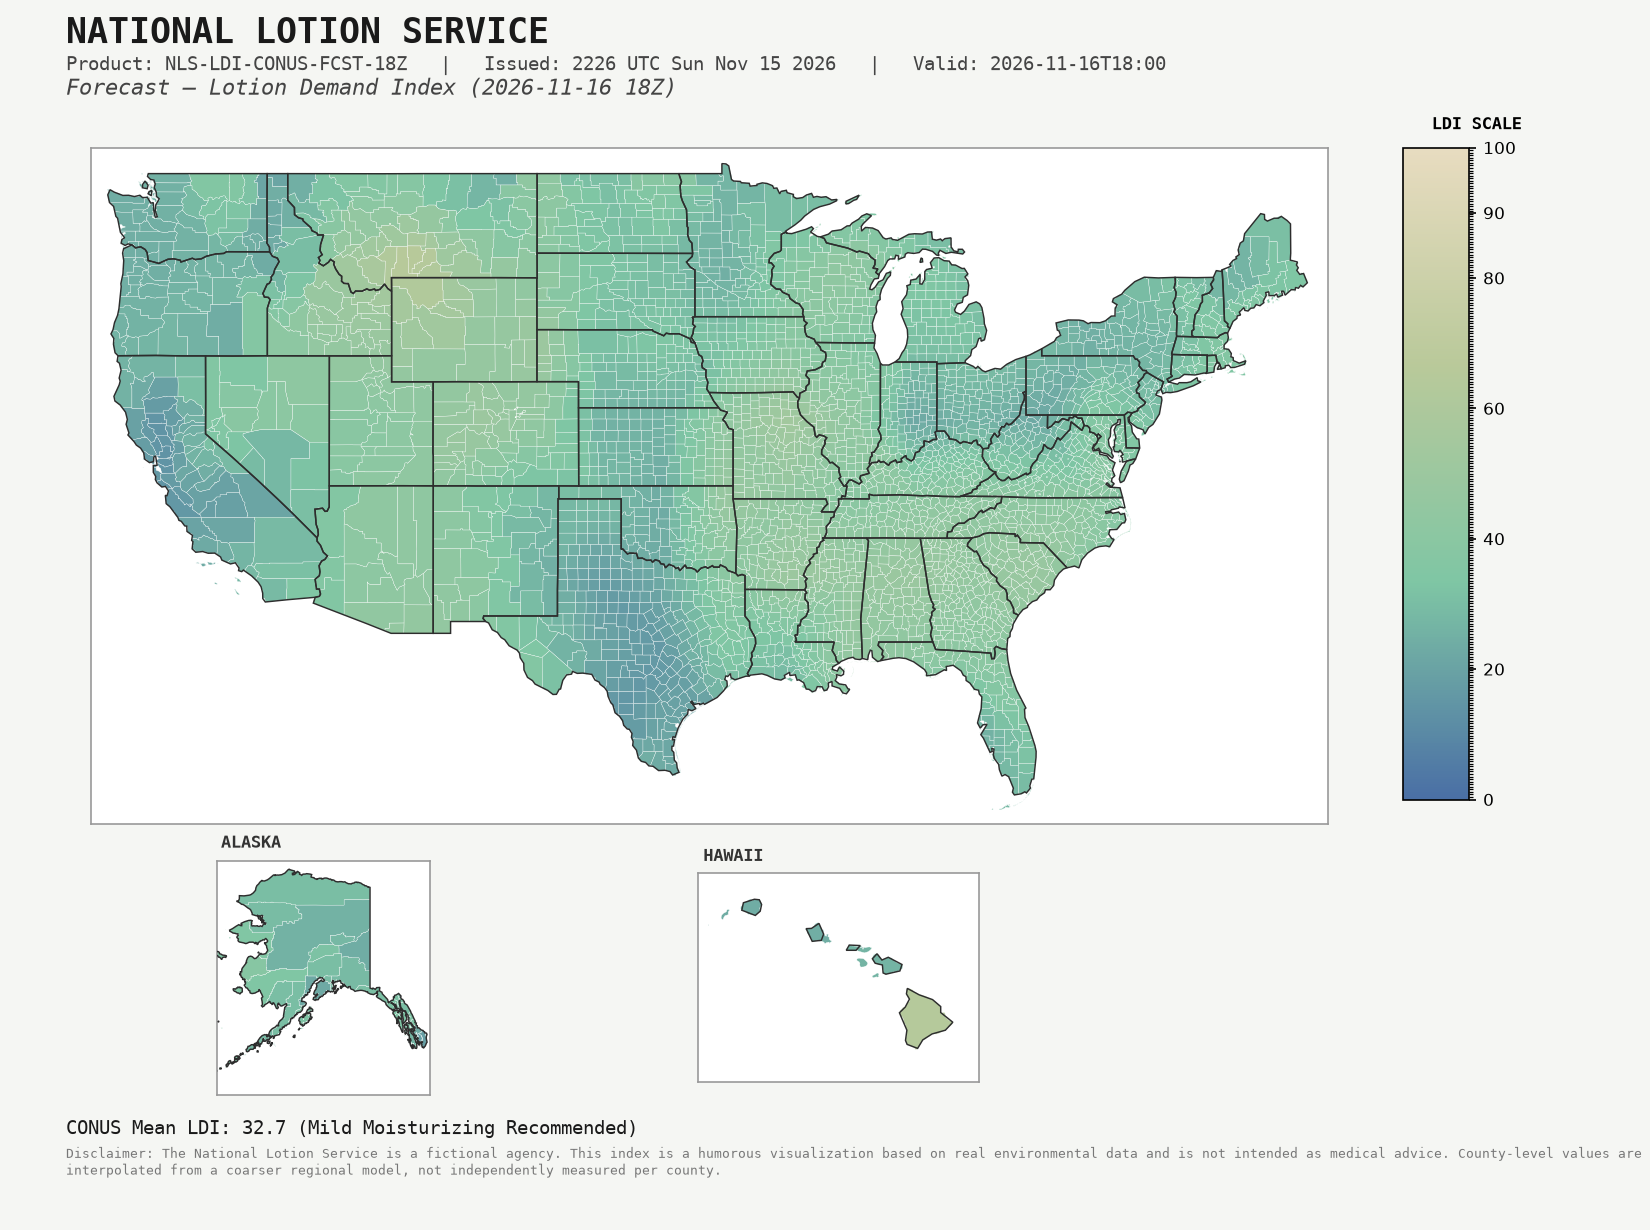 NATIONAL LOTION SERVICE
Product: NLS-LDI-CONUS-FCST-18Z | Issued: 2226 UTC Sun Nov 15 2026 | Valid: 2026-11-16T18:00
Forecast — Lotion Demand Index (2026-11-16 18Z)
LDI SCALE
100
90
80
70
60
50
40
30
20
10
0
ALASKA
HAWAII
CONUS Mean LDI: 32.7 (Mild Moisturizing Recommended)
Disclaimer: The National Lotion Service is a fictional agency. This index is a humorous visualization based on real environmental data and is not intended as medical advice. County-level values are
interpolated from a coarser regional model, not independently measured per county.